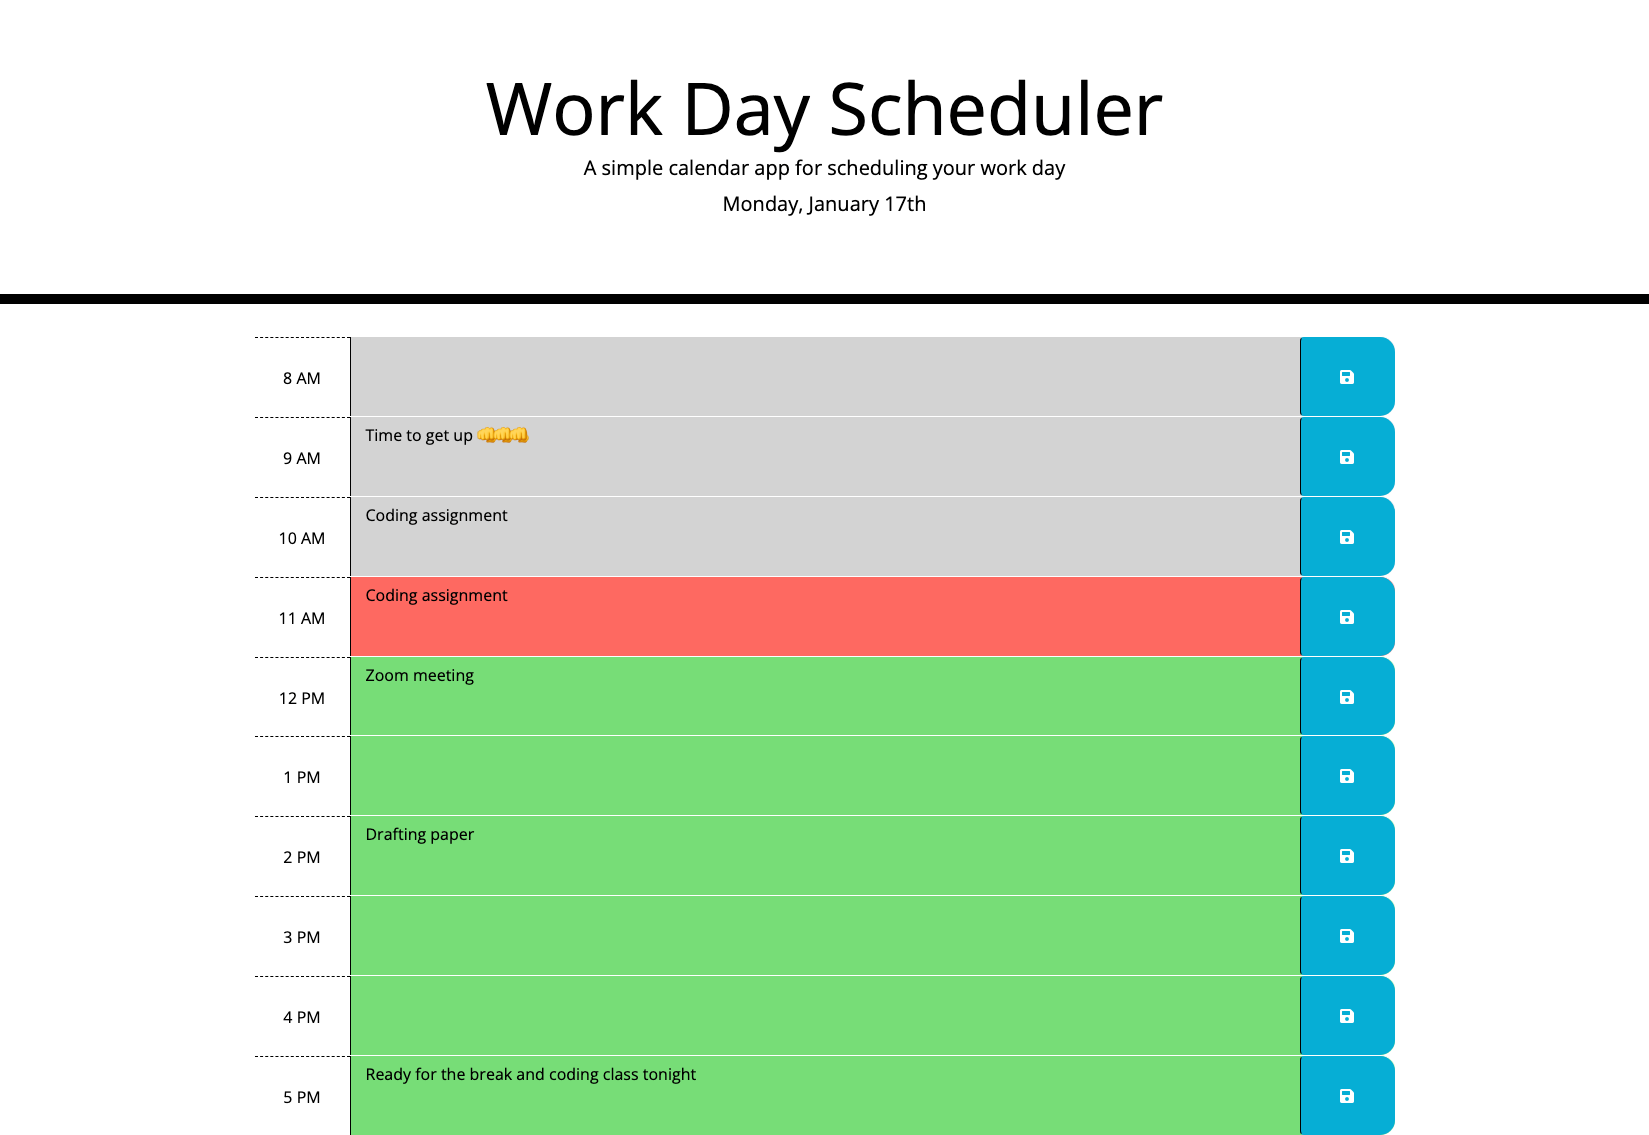 Work Day Scheduler
A simple calendar app for scheduling your work day
Monday, January 17th
8 AM
9 AM Time to get up 👊👊👊
10 AM Coding assignment
11 AM Coding assignment
12 PM Zoom meeting
1 PM
2 PM Drafting paper
3 PM
4 PM
5 PM Ready for the break and coding class tonight